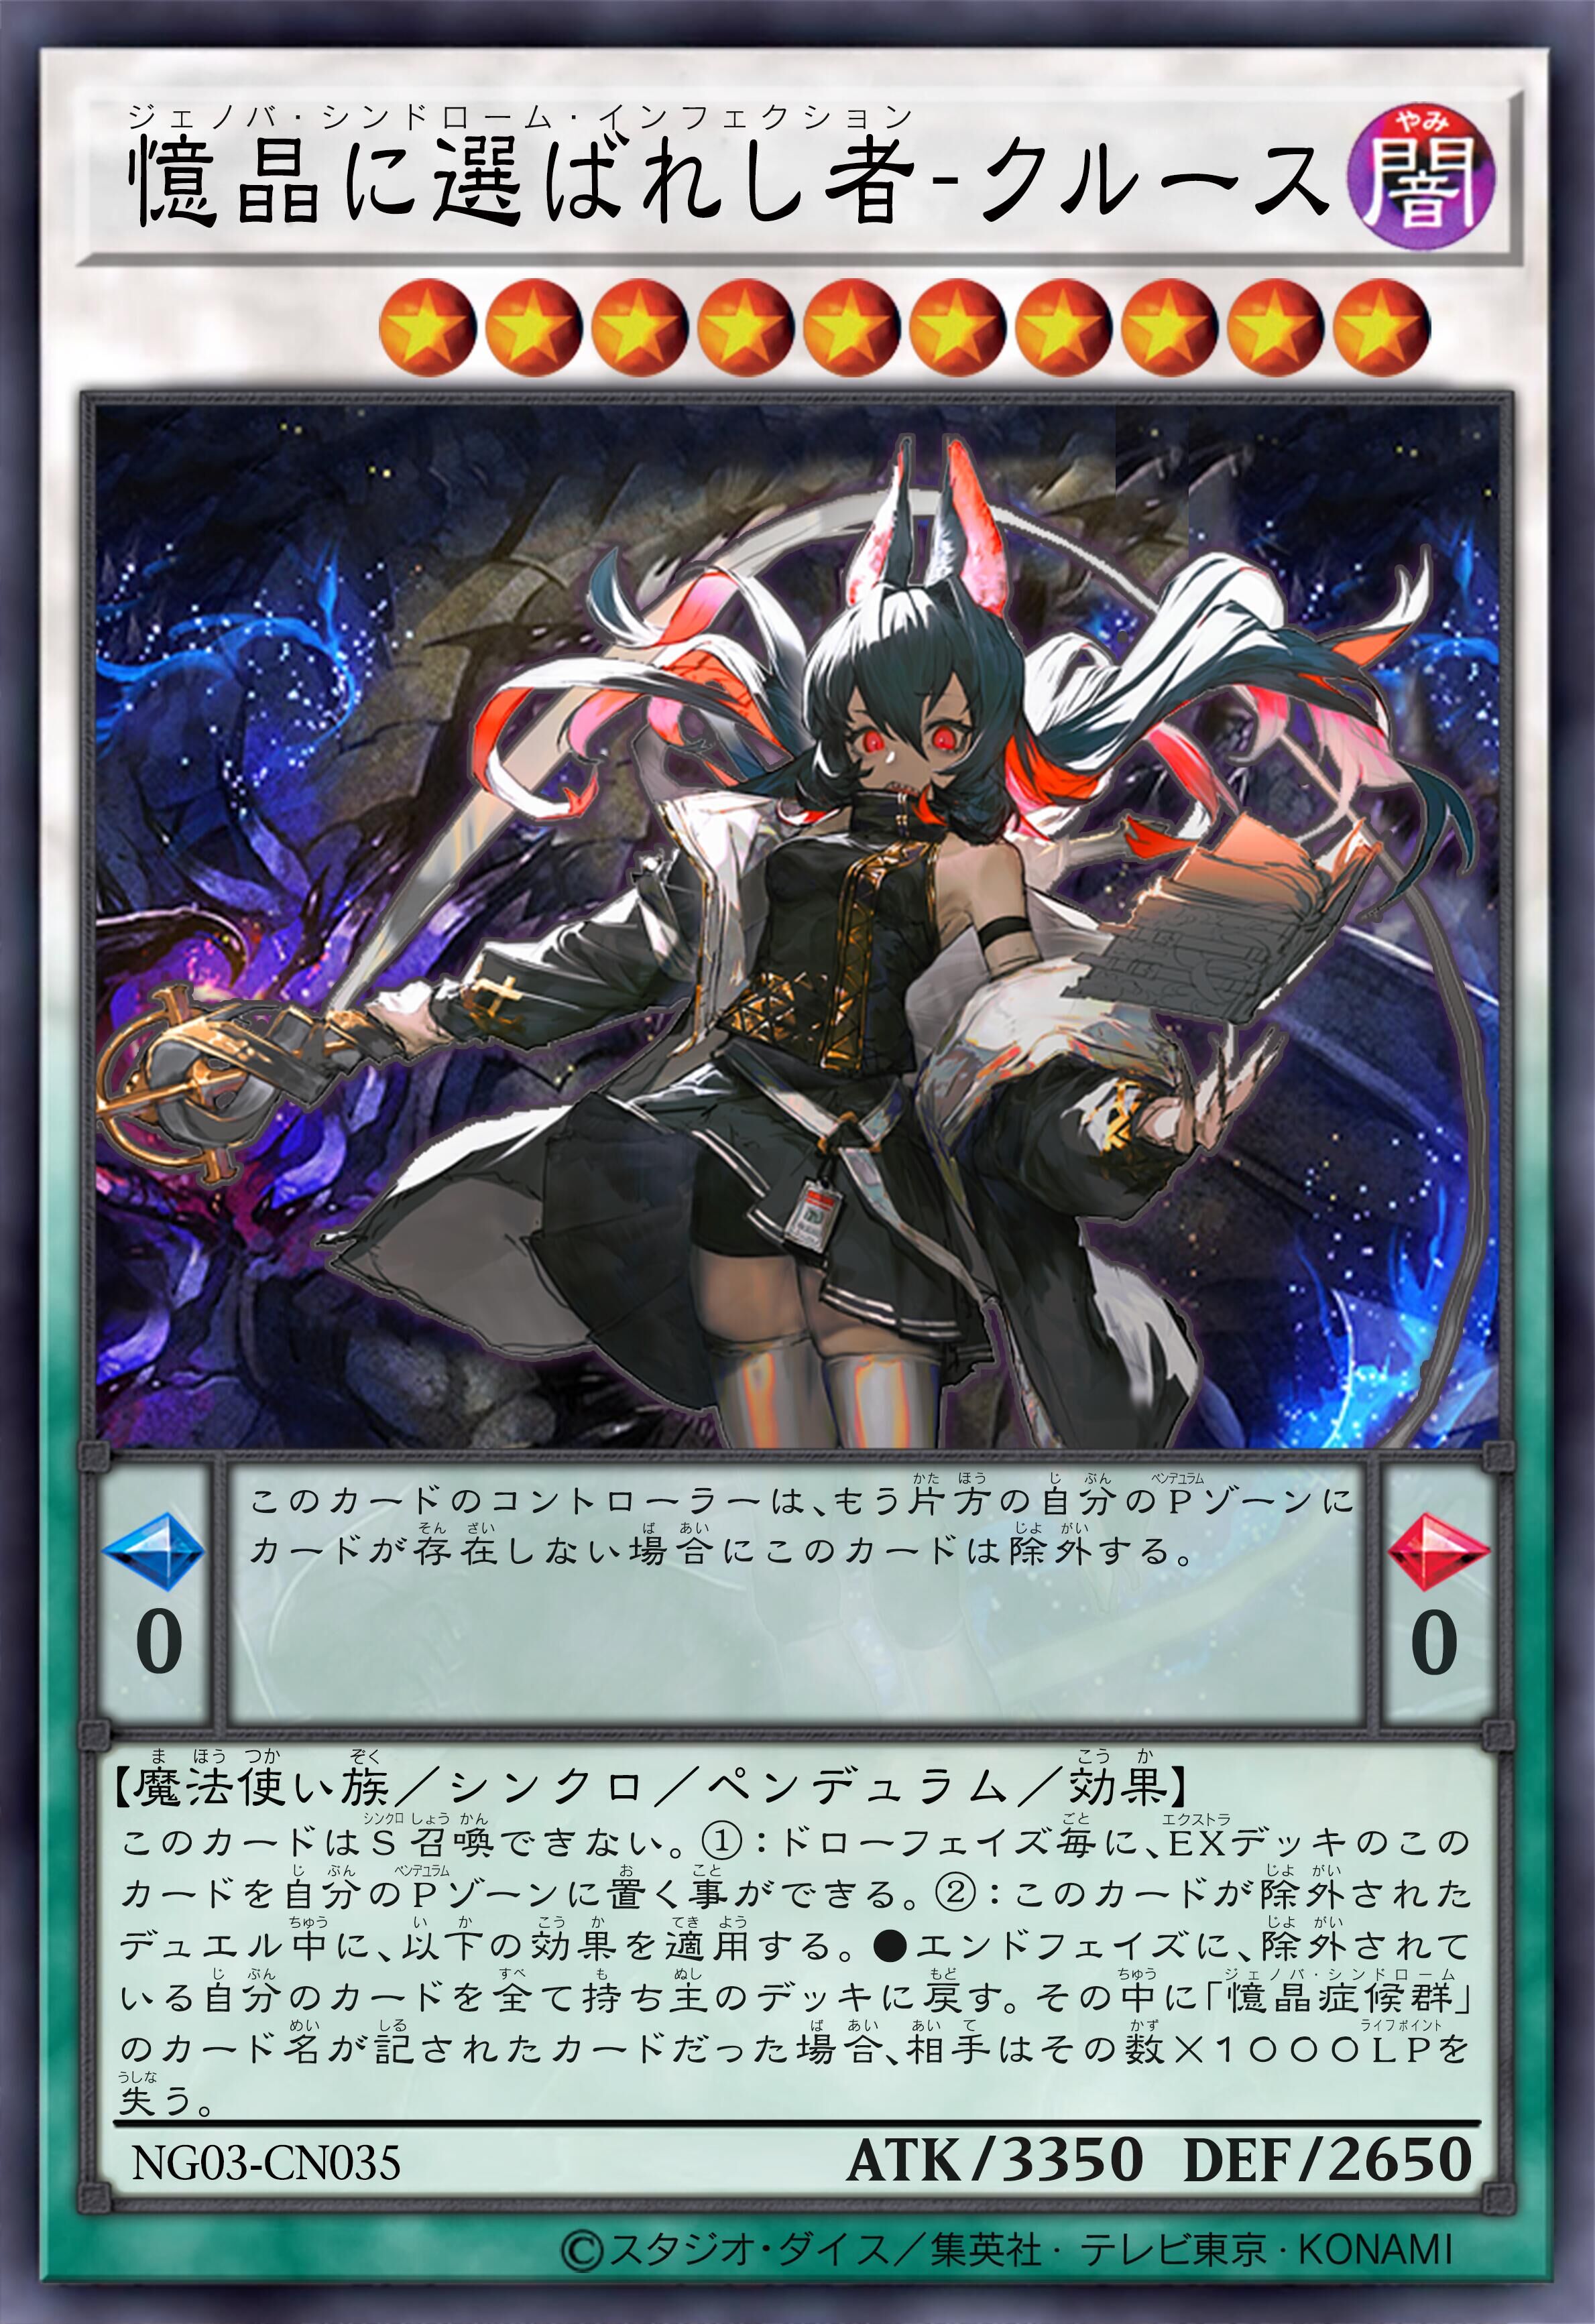 ジェノバ・シンドローム・インフェクション
憶晶に選ばれし者-クルース
やみ
闇
このカードのコントローラーは、もう片方の自分のPゾーンに
カードが存在しない場合にこのカードは除外する。
0
0
【魔法使い族／シンクロ／ペンデュラム／効果】
このカードはS召喚できない。①：ドローフェイズ毎に、EXデッキのこの
カードを自分のPゾーンに置く事ができる。②：このカードが除外された
デュエル中に、以下の効果を適用する。●エンドフェイズに、除外されて
いる自分のカードを全て持ち主のデッキに戻す。その中に「憶晶症候群」
のカード名が記されたカードだった場合、相手はその数×1000LPを
失う。
NG03-CN035
ATK/3350 DEF/2650
©スタジオ・ダイス／集英社・テレビ東京・KONAMI